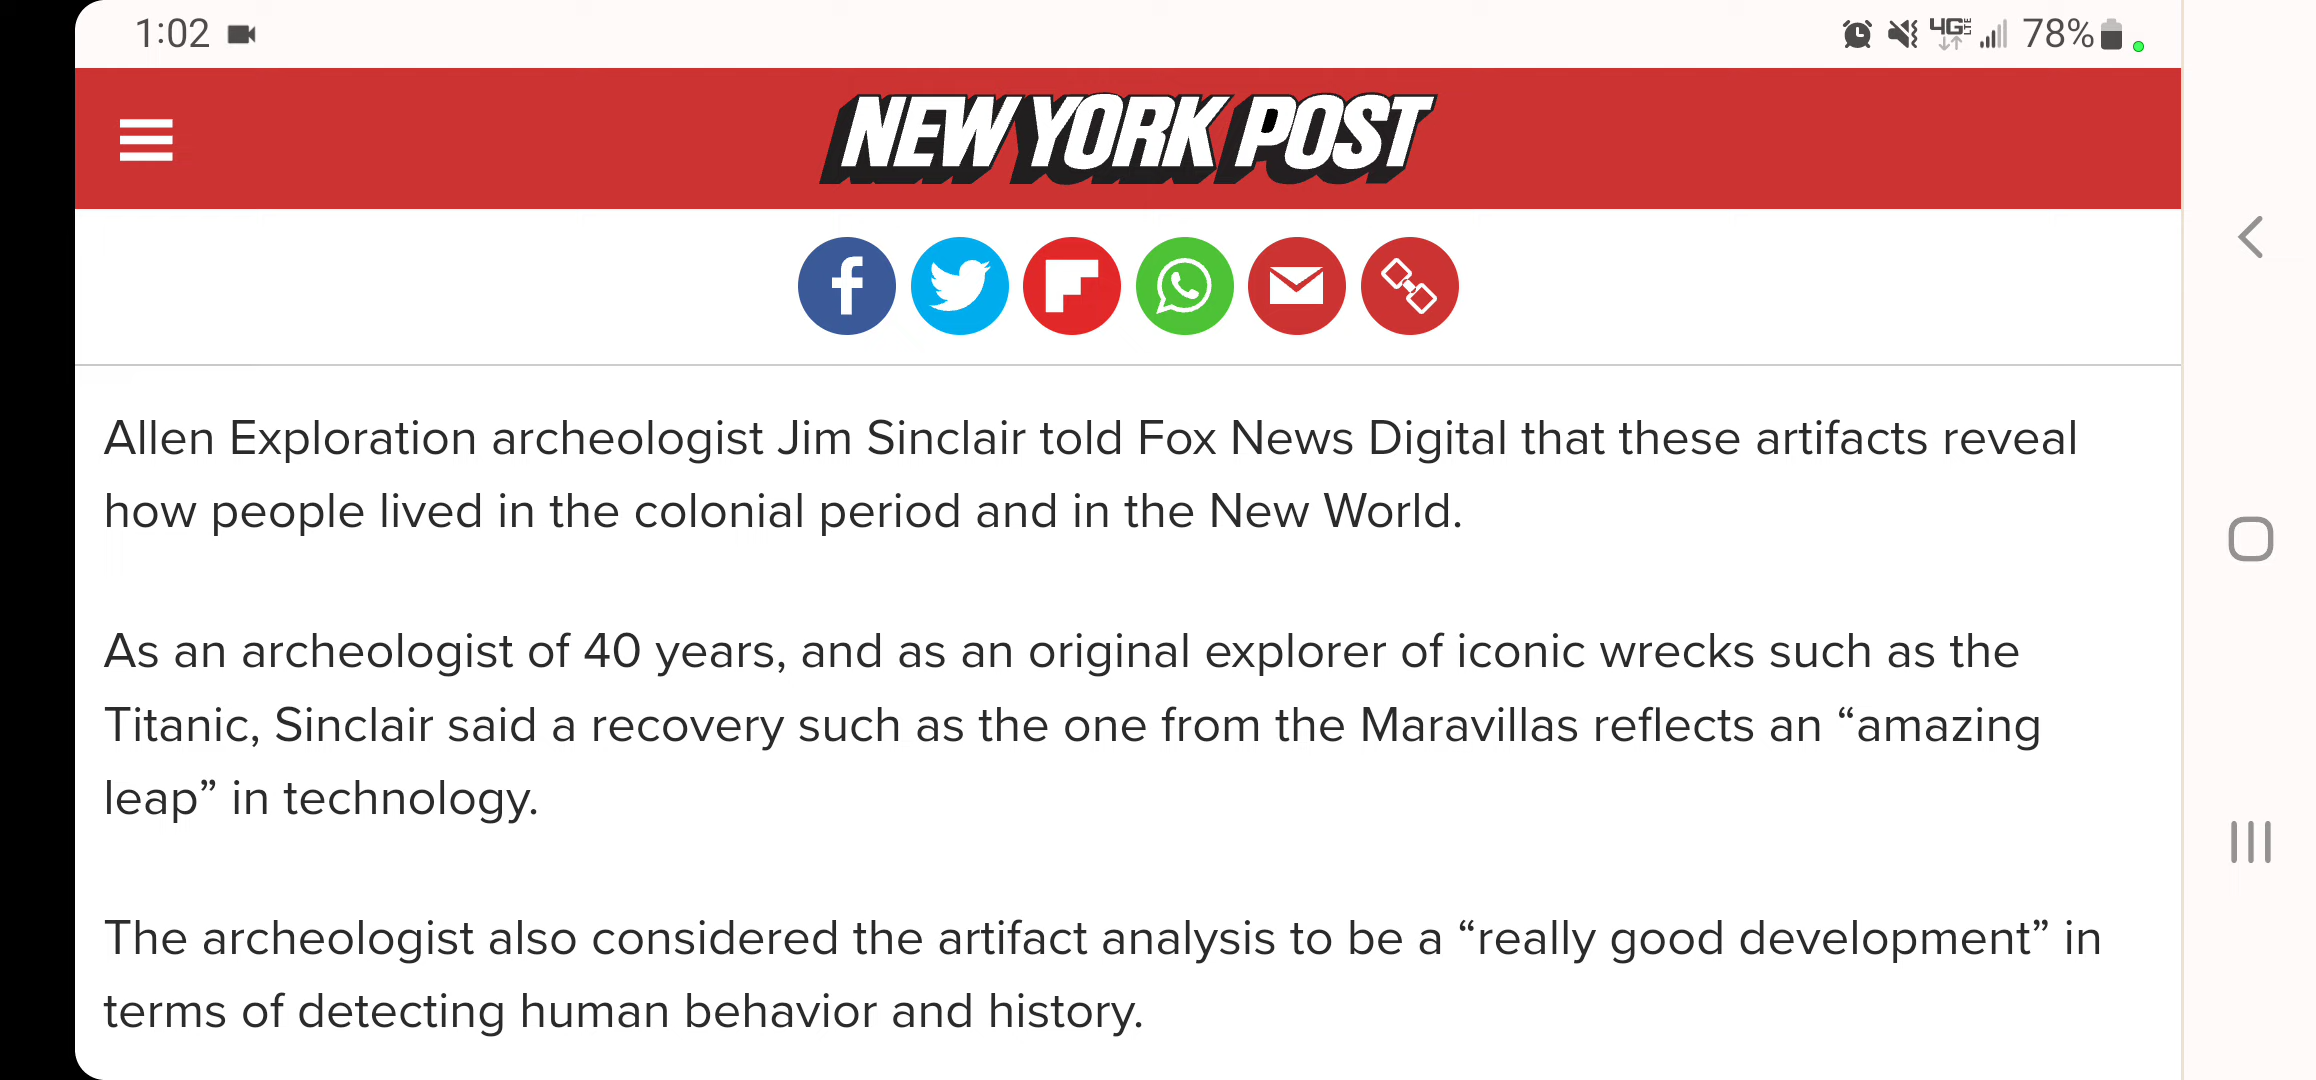 1:02
4G LTE 78%
NEW YORK POST
Allen Exploration archeologist Jim Sinclair told Fox News Digital that these artifacts reveal
how people lived in the colonial period and in the New World.
As an archeologist of 40 years, and as an original explorer of iconic wrecks such as the
Titanic, Sinclair said a recovery such as the one from the Maravillas reflects an “amazing
leap” in technology.
The archeologist also considered the artifact analysis to be a “really good development” in
terms of detecting human behavior and history.